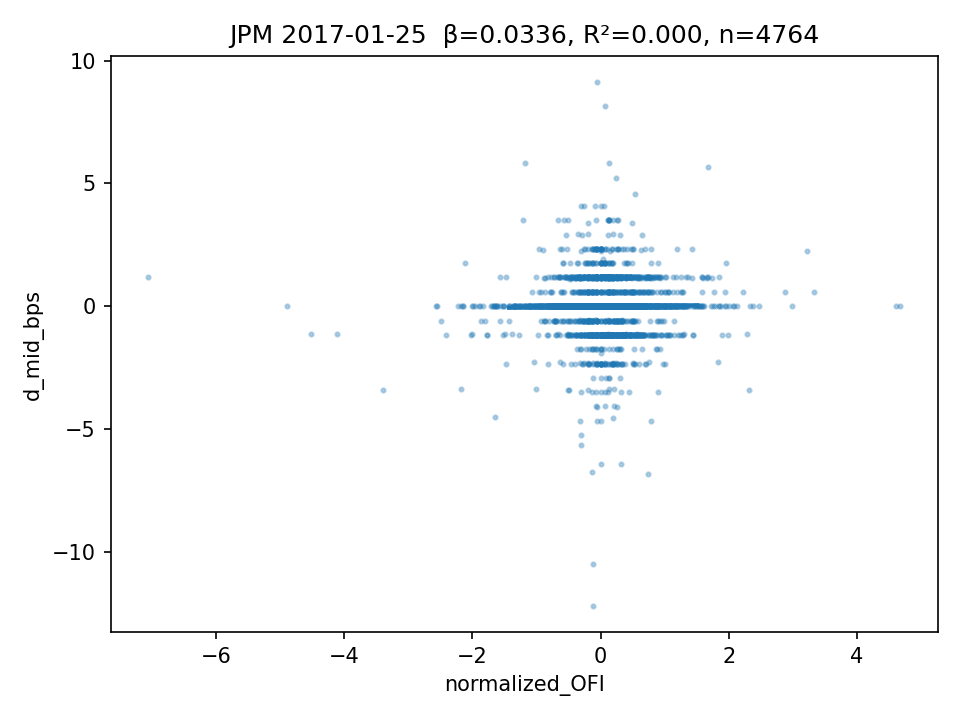 JPM 2017-01-25  β=0.0336, R²=0.000, n=4764
10
5
0
−5
−10
d_mid_bps
−6 −4 −2 0 2 4
normalized_OFI